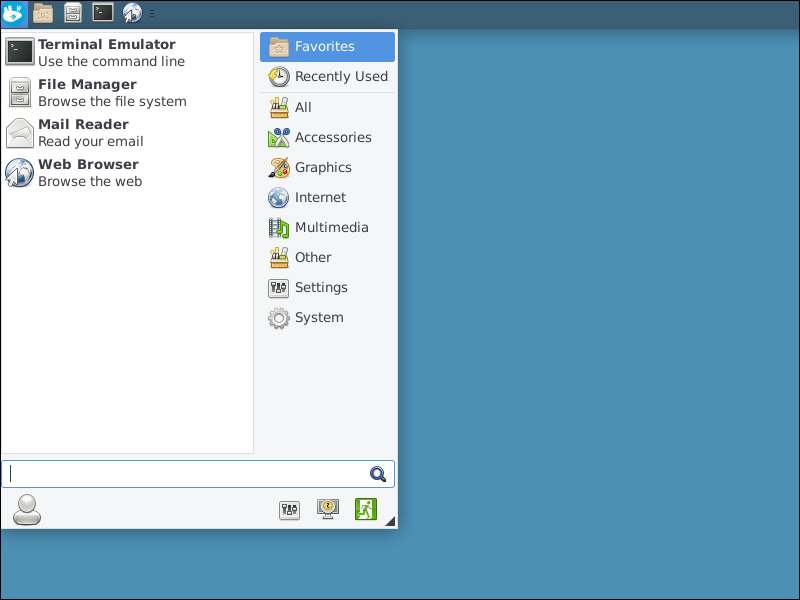 Terminal Emulator
Use the command line
File Manager
Browse the file system
Mail Reader
Read your email
Web Browser
Browse the web
Favorites
Recently Used
All
Accessories
Graphics
Internet
Multimedia
Other
Settings
System